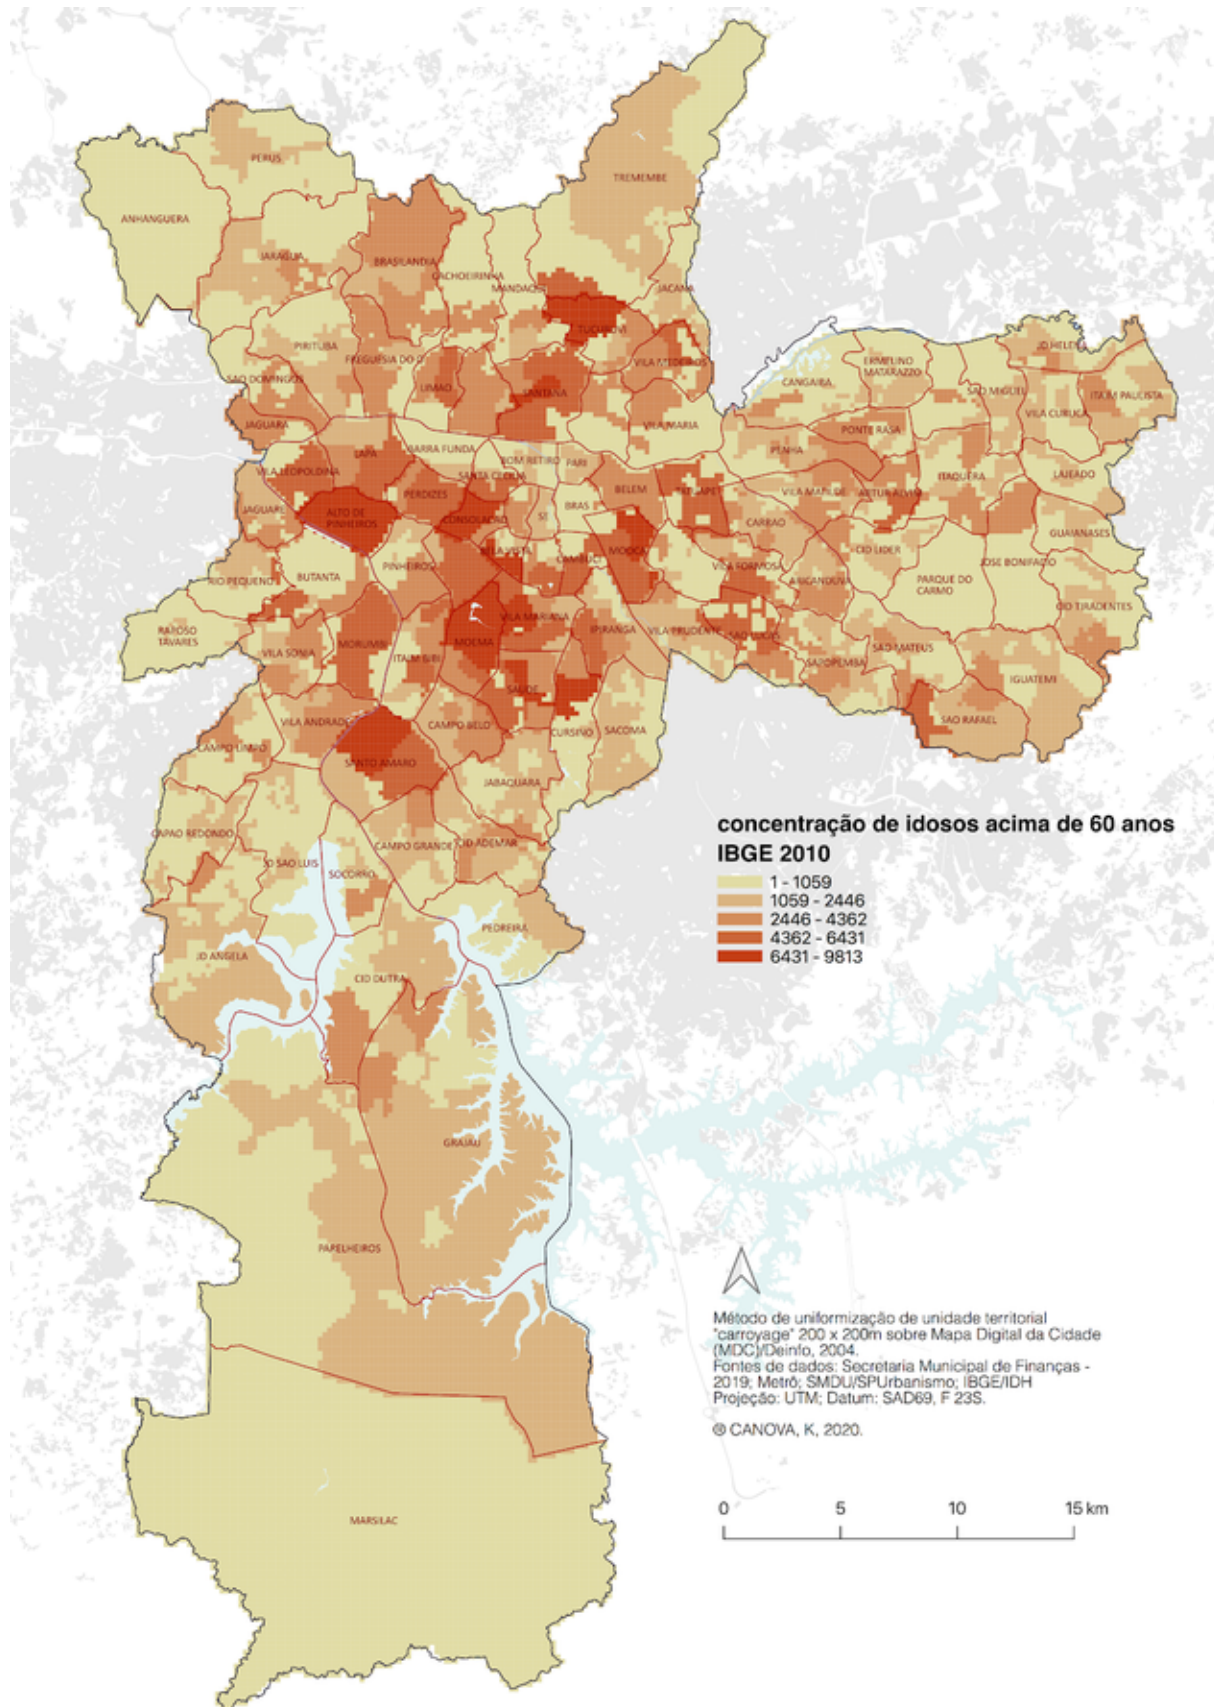 PERUS
TREMEMBE
ANHANGUERA
JARAGUA
BRASILANDIA
CACHOEIRINHA
MANDAQUI
JACANA
TUCURUVI
PIRITUBA
FREGUESIA DO O
VILA MEDEIROS
SAO DOMINGOS
LIMAO
SANTANA
CANGAIBA
ERMELINO
MATARAZZO
JD HELENA
SAO MIGUEL
ITAIM PAULISTA
VILA CURUCA
JAGUARA
VILA MARIA
PONTE RASA
LAPA
BARRA FUNDA
BOM RETIRO
PARI
PENHA
VILA LEOPOLDINA
SANTA CECILIA
PERDIZES
BELEM
TATUAPE
VILA MATILDE
ARTUR ALVIM
ITAQUERA
LAJEADO
JAGUARE
ALTO DE
PINHEIROS
CONSOLACAO
SE
BRAS
CARRAO
GUAIANASES
BELA VISTA
MOOCA
CAMBUCI
CID LIDER
JOSE BONIFACIO
PINHEIROS
VILA FORMOSA
RIO PEQUENO
BUTANTA
ARICANDUVA
PARQUE DO
CARMO
CID TIRADENTES
RAPOSO
TAVARES
VILA MARIANA
IPIRANGA
VILA PRUDENTE
SAO LUCAS
MORUMBI
MOEMA
VILA SONIA
ITAIM BIBI
SAO MATEUS
SAPOPEMBA
IGUATEMI
SAUDE
VILA ANDRADE
CAMPO BELO
CURSINO
SACOMA
SAO RAFAEL
CAMPO LIMPO
SANTO AMARO
JABAQUARA
CAPAO REDONDO
CAMPO GRANDE
CID ADEMAR
JD SAO LUIS
SOCORRO
PEDREIRA
JD ANGELA
CID DUTRA
GRAJAU
PARELHEIROS
MARSILAC
concentração de idosos acima de 60 anos
IBGE 2010
1 - 1059
1059 - 2446
2446 - 4362
4362 - 6431
6431 - 9813
Método de uniformização de unidade territorial
"carroyage" 200 x 200m sobre Mapa Digital da Cidade
(MDC)/Deinfo, 2004.
Fontes de dados: Secretaria Municipal de Finanças -
2019; Metrô; SMDU/SPUrbanismo; IBGE/IDH
Projeção: UTM; Datum: SAD69, F 23S.
® CANOVA, K, 2020.
0 5 10 15 km